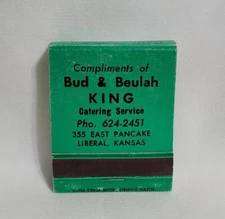 Compliments of
Bud & Beulah
KING
Catering Service
Pho. 624-2451
355 EAST PANCAKE
LIBERAL, KANSAS